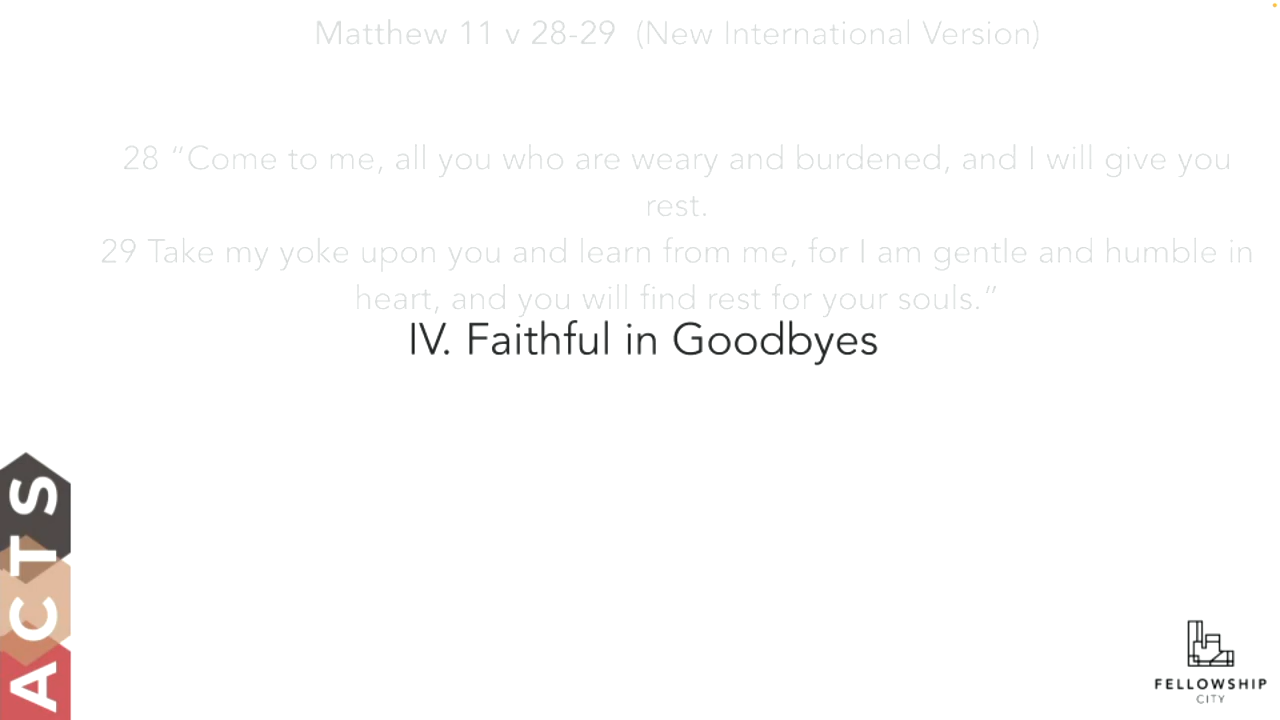 Matthew 11 v 28-29 (New International Version)
28 “Come to me, all you who are weary and burdened, and I will give you
rest.
29 Take my yoke upon you and learn from me, for I am gentle and humble in
heart, and you will find rest for your souls.”
IV. Faithful in Goodbyes
ACTS
FELLOWSHIP
CITY